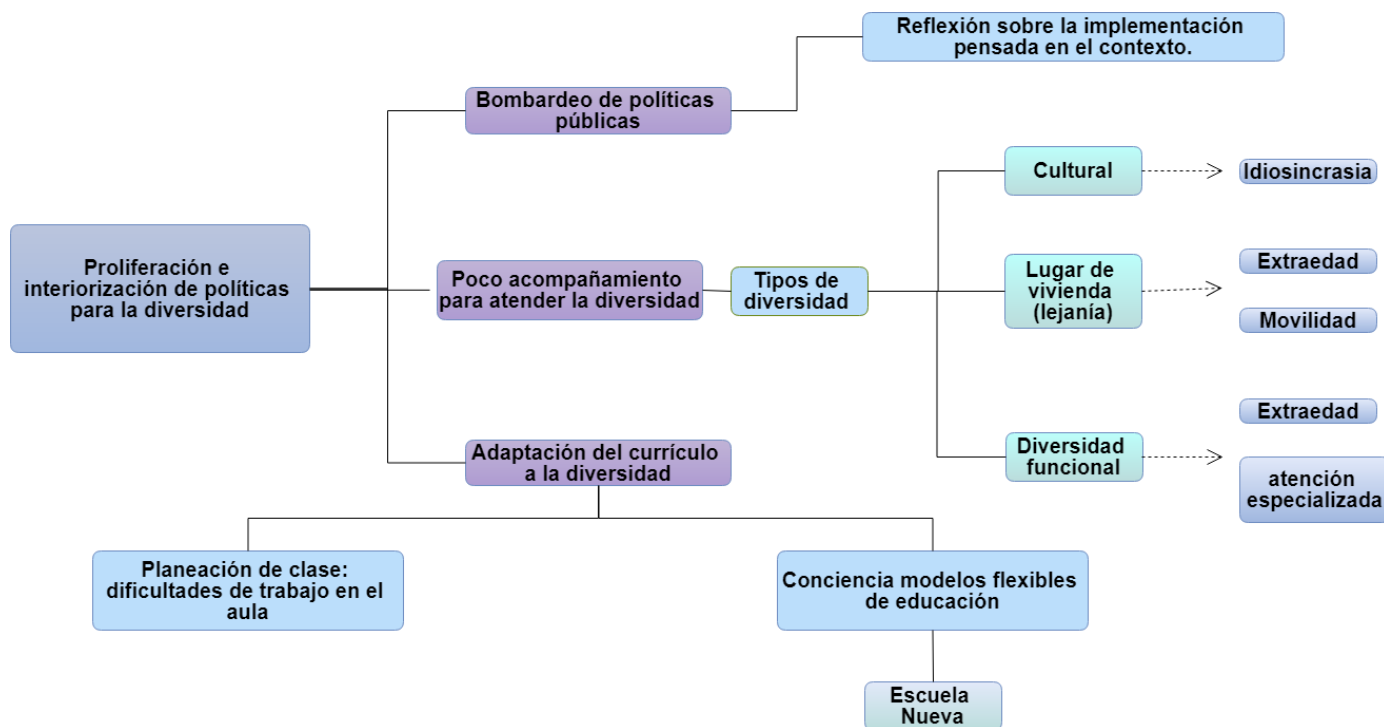 Reflexión sobre la implementación
pensada en el contexto.
Bombardeo de políticas
públicas
Cultural
Idiosincrasia
Proliferación e
interiorización de políticas
para la diversidad
Poco acompañamiento
para atender la diversidad
Tipos de
diversidad
Lugar de
vivienda
(lejanía)
Extraedad
Movilidad
Adaptación del currículo
a la diversidad
Diversidad
funcional
Extraedad
atención
especializada
Planeación de clase:
dificultades de trabajo en el
aula
Conciencia modelos flexibles
de educación
Escuela
Nueva